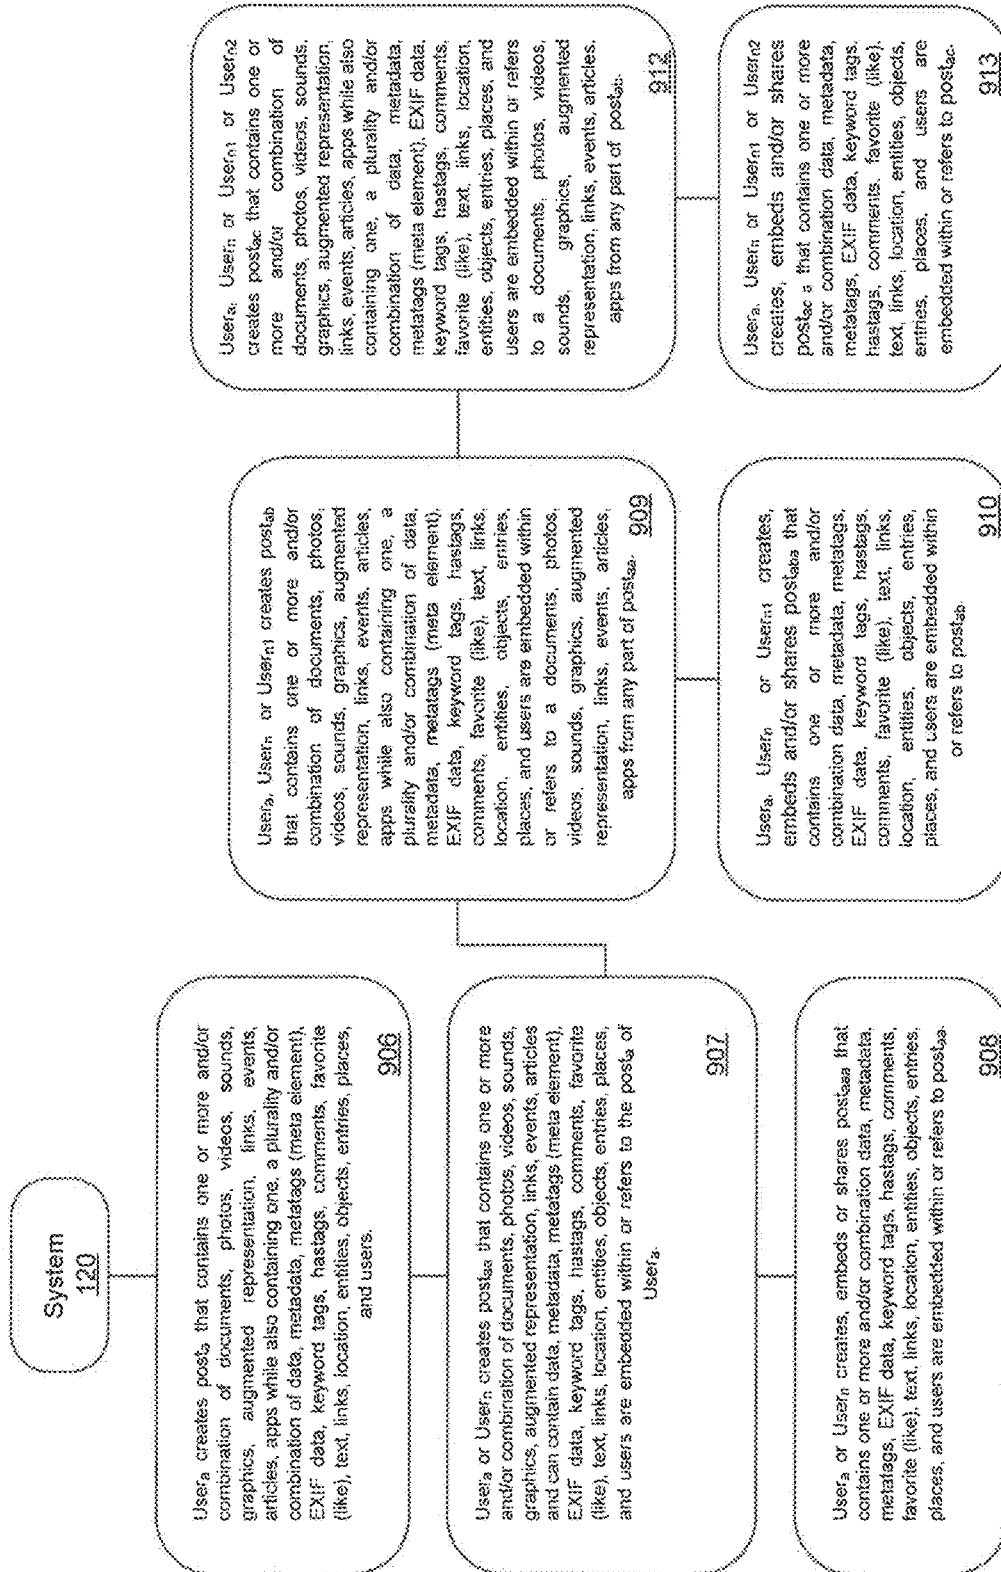 System
120
Userₐ creates postₐ that contains one or more and/or
combination of documents, photos, videos, sounds,
graphics, augmented representation, links, events,
articles, apps while also containing one, a plurality and/or
combination of data, metadata, metatags (meta element),
EXIF data, keyword tags, hastags, comments, favorite
(like), text, links, location, entities, objects, entries, places,
and users.
906
Userₐ or Userₙ creates postₐₐ that contains one or more
and/or combination of documents, photos, videos, sounds,
graphics, augmented representation, links, events, articles
and can contain data, metadata, metatags (meta element),
EXIF data, keyword tags, hastags, comments, favorite
(like), text, links, location, entities, objects, entries, places,
and users are embedded within or refers to the postₐ of
Userₐ.
907
Userₐ or Userₙ creates, embeds or shares postₐₐₐ that
contains one or more and/or combination data, metadata,
metatags, EXIF data, keyword tags, hastags, comments,
favorite (like), text, links, location, entities, objects, entries,
places, and users are embedded within or refers to postₐₐ.
908
Userₐ, Userₙ or Userₙ₁ creates postab
that contains one or more and/or
combination of documents, photos,
videos, sounds, graphics, augmented
representation, links, events, articles,
apps while also containing one, a
plurality and/or combination of data,
metadata, metatags (meta element),
EXIF data, keyword tags, hastags,
comments, favorite (like), text, links,
location, entities, objects, entries,
places, and users are embedded within
or refers to a documents, photos,
videos, sounds, graphics, augmented
representation, links, events, articles,
apps from any part of postₐₐ.
909
Userₐ, Userₙ or Userₙ₁ creates,
embeds and/or shares postaba that
contains one or more and/or
combination data, metadata, metatags,
EXIF data, keyword tags, hastags,
comments, favorite (like), text, links,
location, entities, objects, entries,
places, and users are embedded within
or refers to postab.
910
Userₐ, Userₙ or Userₙ₁ or Userₙ₂
creates postac that contains one or
more and/or combination of
documents, photos, videos, sounds,
graphics, augmented representation,
links, events, articles, apps while also
containing one, a plurality and/or
combination of data, metadata,
metatags (meta element), EXIF data,
keyword tags, hastags, comments,
favorite (like), text, links, location,
entities, objects, entries, places, and
users are embedded within or refers
to a documents, photos, videos,
sounds, graphics, augmented
representation, links, events, articles,
apps from any part of postab.
912
Userₐ, Userₙ or Userₙ₁ or Userₙ₂
creates, embeds and/or shares
postac a that contains one or more
and/or combination data, metadata,
metatags, EXIF data, keyword tags,
hastags, comments, favorite (like),
text, links, location, entities, objects,
entries, places, and users are
embedded within or refers to postac.
913